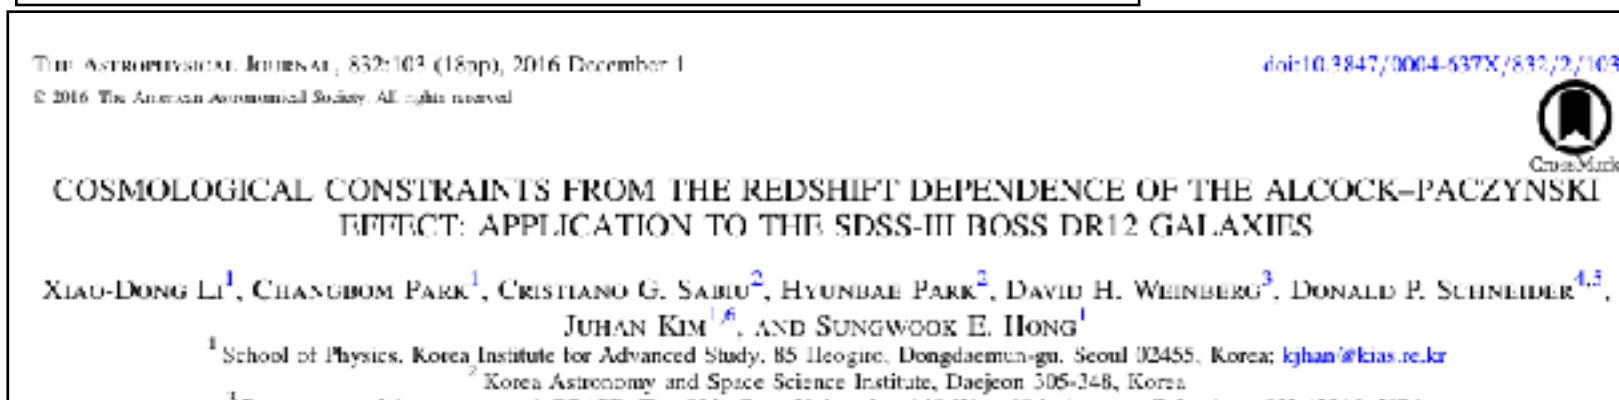 THE ASTROPHYSICAL JOURNAL, 832:103 (18pp), 2016 December 1
doi:10.3847/0004-637X/832/2/103
© 2016. The American Astronomical Society. All rights reserved.
CrossMark
COSMOLOGICAL CONSTRAINTS FROM THE REDSHIFT DEPENDENCE OF THE ALCOCK–PACZYNSKI
EFFECT: APPLICATION TO THE SDSS-III BOSS DR12 GALAXIES
XIAO-DONG LI1, CHANGBOM PARK1, CRISTIANO G. SABIU2, HYUNBAE PARK2, DAVID H. WEINBERG3, DONALD P. SCHNEIDER4,5,
JUHAN KIM1,6, AND SUNGWOOK E. HONG1
1 School of Physics, Korea Institute for Advanced Study, 85 Heogiro, Dongdaemun-gu, Seoul 02455, Korea; kjhan@kias.re.kr
2 Korea Astronomy and Space Science Institute, Daejeon 305-348, Korea